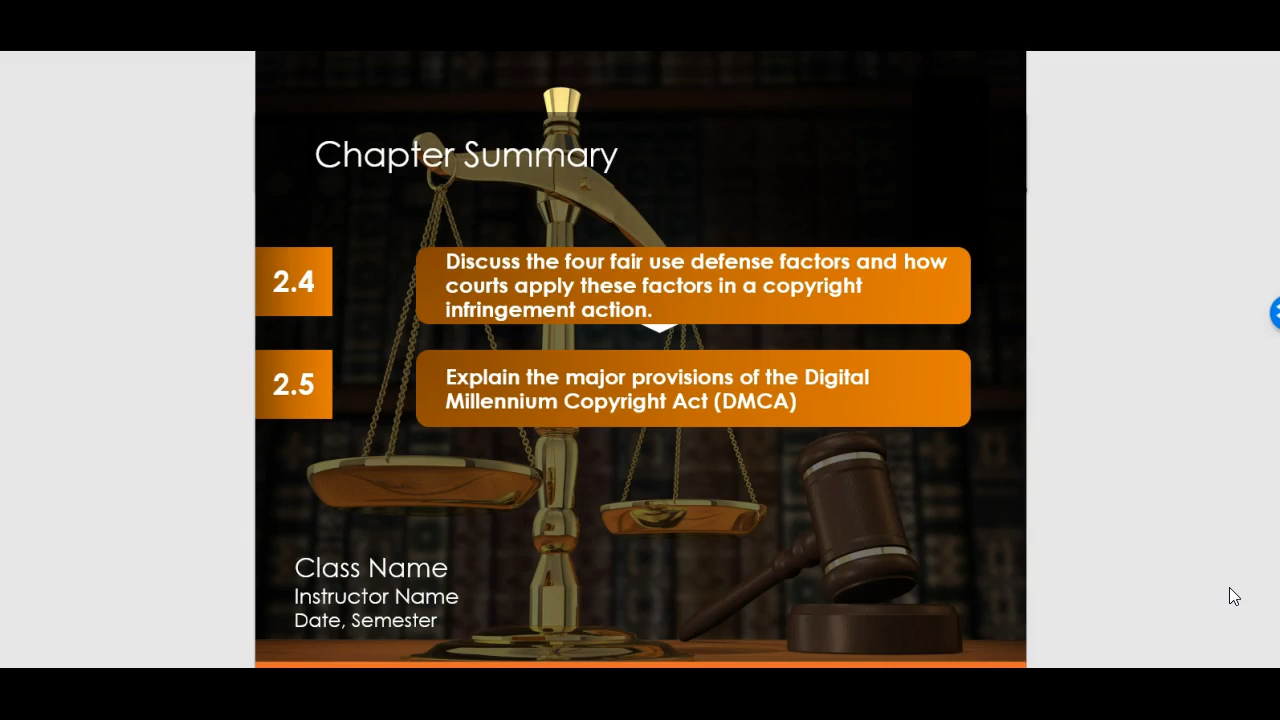 Chapter Summary
2.4
Discuss the four fair use defense factors and how
courts apply these factors in a copyright
infringement action.
2.5
Explain the major provisions of the Digital
Millennium Copyright Act (DMCA)
Class Name
Instructor Name
Date, Semester